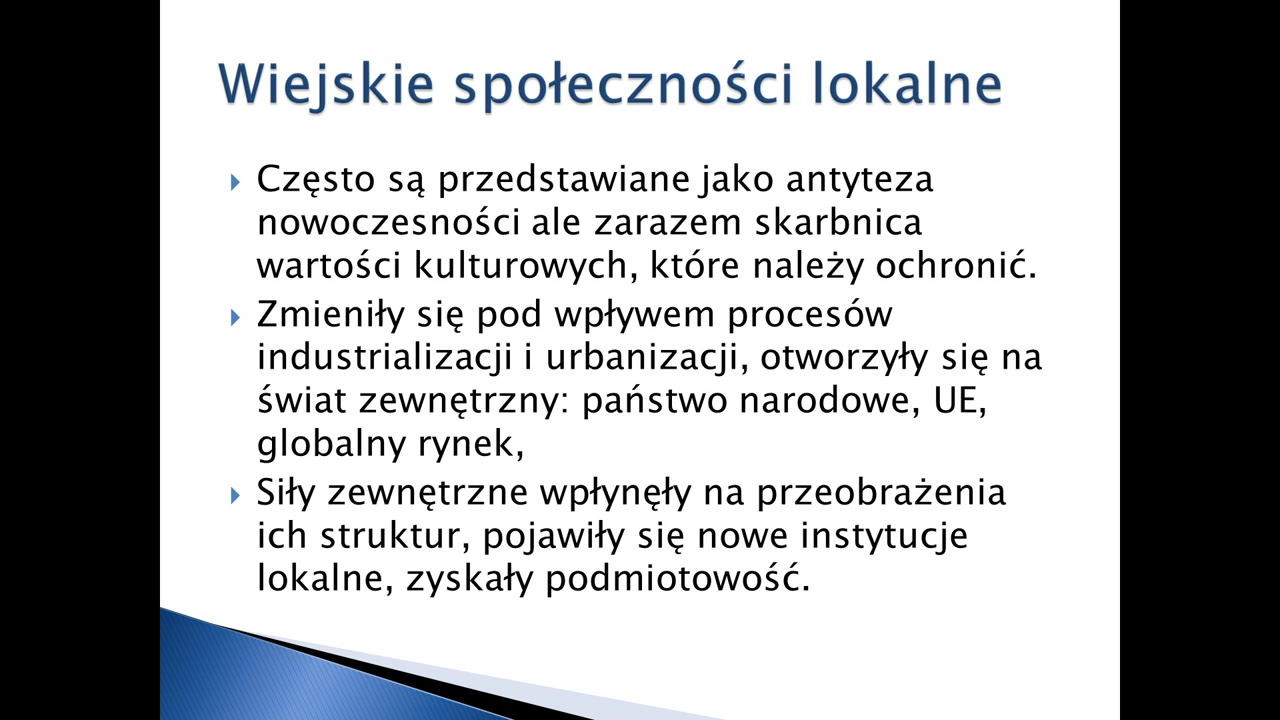 Wiejskie społeczności lokalne
Często są przedstawiane jako antyteza
nowoczesności ale zarazem skarbnica
wartości kulturowych, które należy ochronić.
Zmieniły się pod wpływem procesów
industrializacji i urbanizacji, otworzyły się na
świat zewnętrzny: państwo narodowe, UE,
globalny rynek,
Siły zewnętrzne wpłynęły na przeobrażenia
ich struktur, pojawiły się nowe instytucje
lokalne, zyskały podmiotowość.